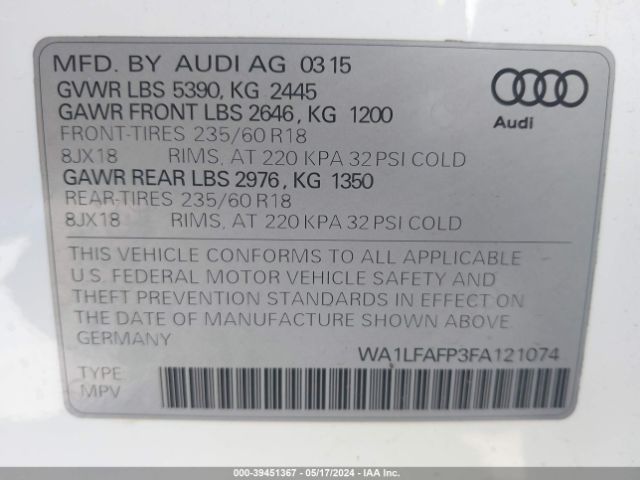 MFD. BY AUDI AG 03 15
GVWR LBS 5390, KG 2445
GAWR FRONT LBS 2646, KG 1200
FRONT-TIRES 235/60 R18
8JX18 RIMS, AT 220 KPA 32 PSI COLD
GAWR REAR LBS 2976, KG 1350
REAR-TIRES 235/60 R18
8JX18 RIMS, AT 220 KPA 32 PSI COLD
Audi
THIS VEHICLE CONFORMS TO ALL APPLICABLE
U.S. FEDERAL MOTOR VEHICLE SAFETY AND
THEFT PREVENTION STANDARDS IN EFFECT ON
THE DATE OF MANUFACTURE SHOWN ABOVE.
GERMANY
WA1LFAFP3FA121074
TYPE:
MPV
000-39451367 - 05/17/2024 - IAA Inc.